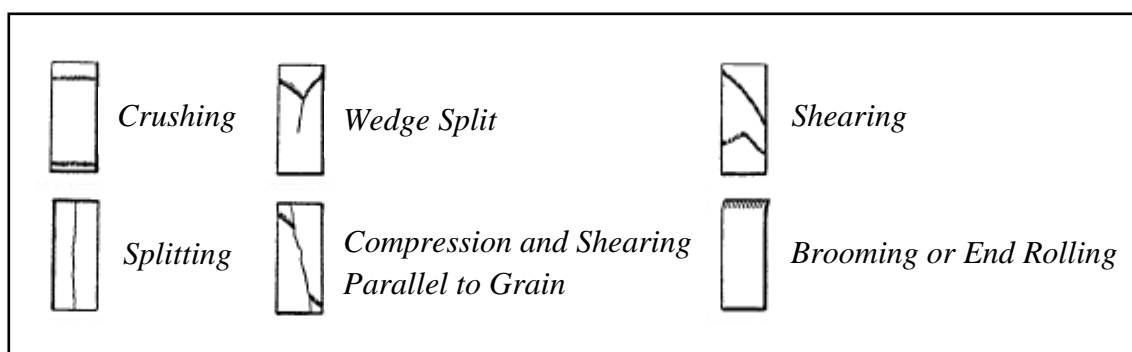 Crushing
Wedge Split
Shearing
Splitting
Compression and Shearing
Parallel to Grain
Brooming or End Rolling